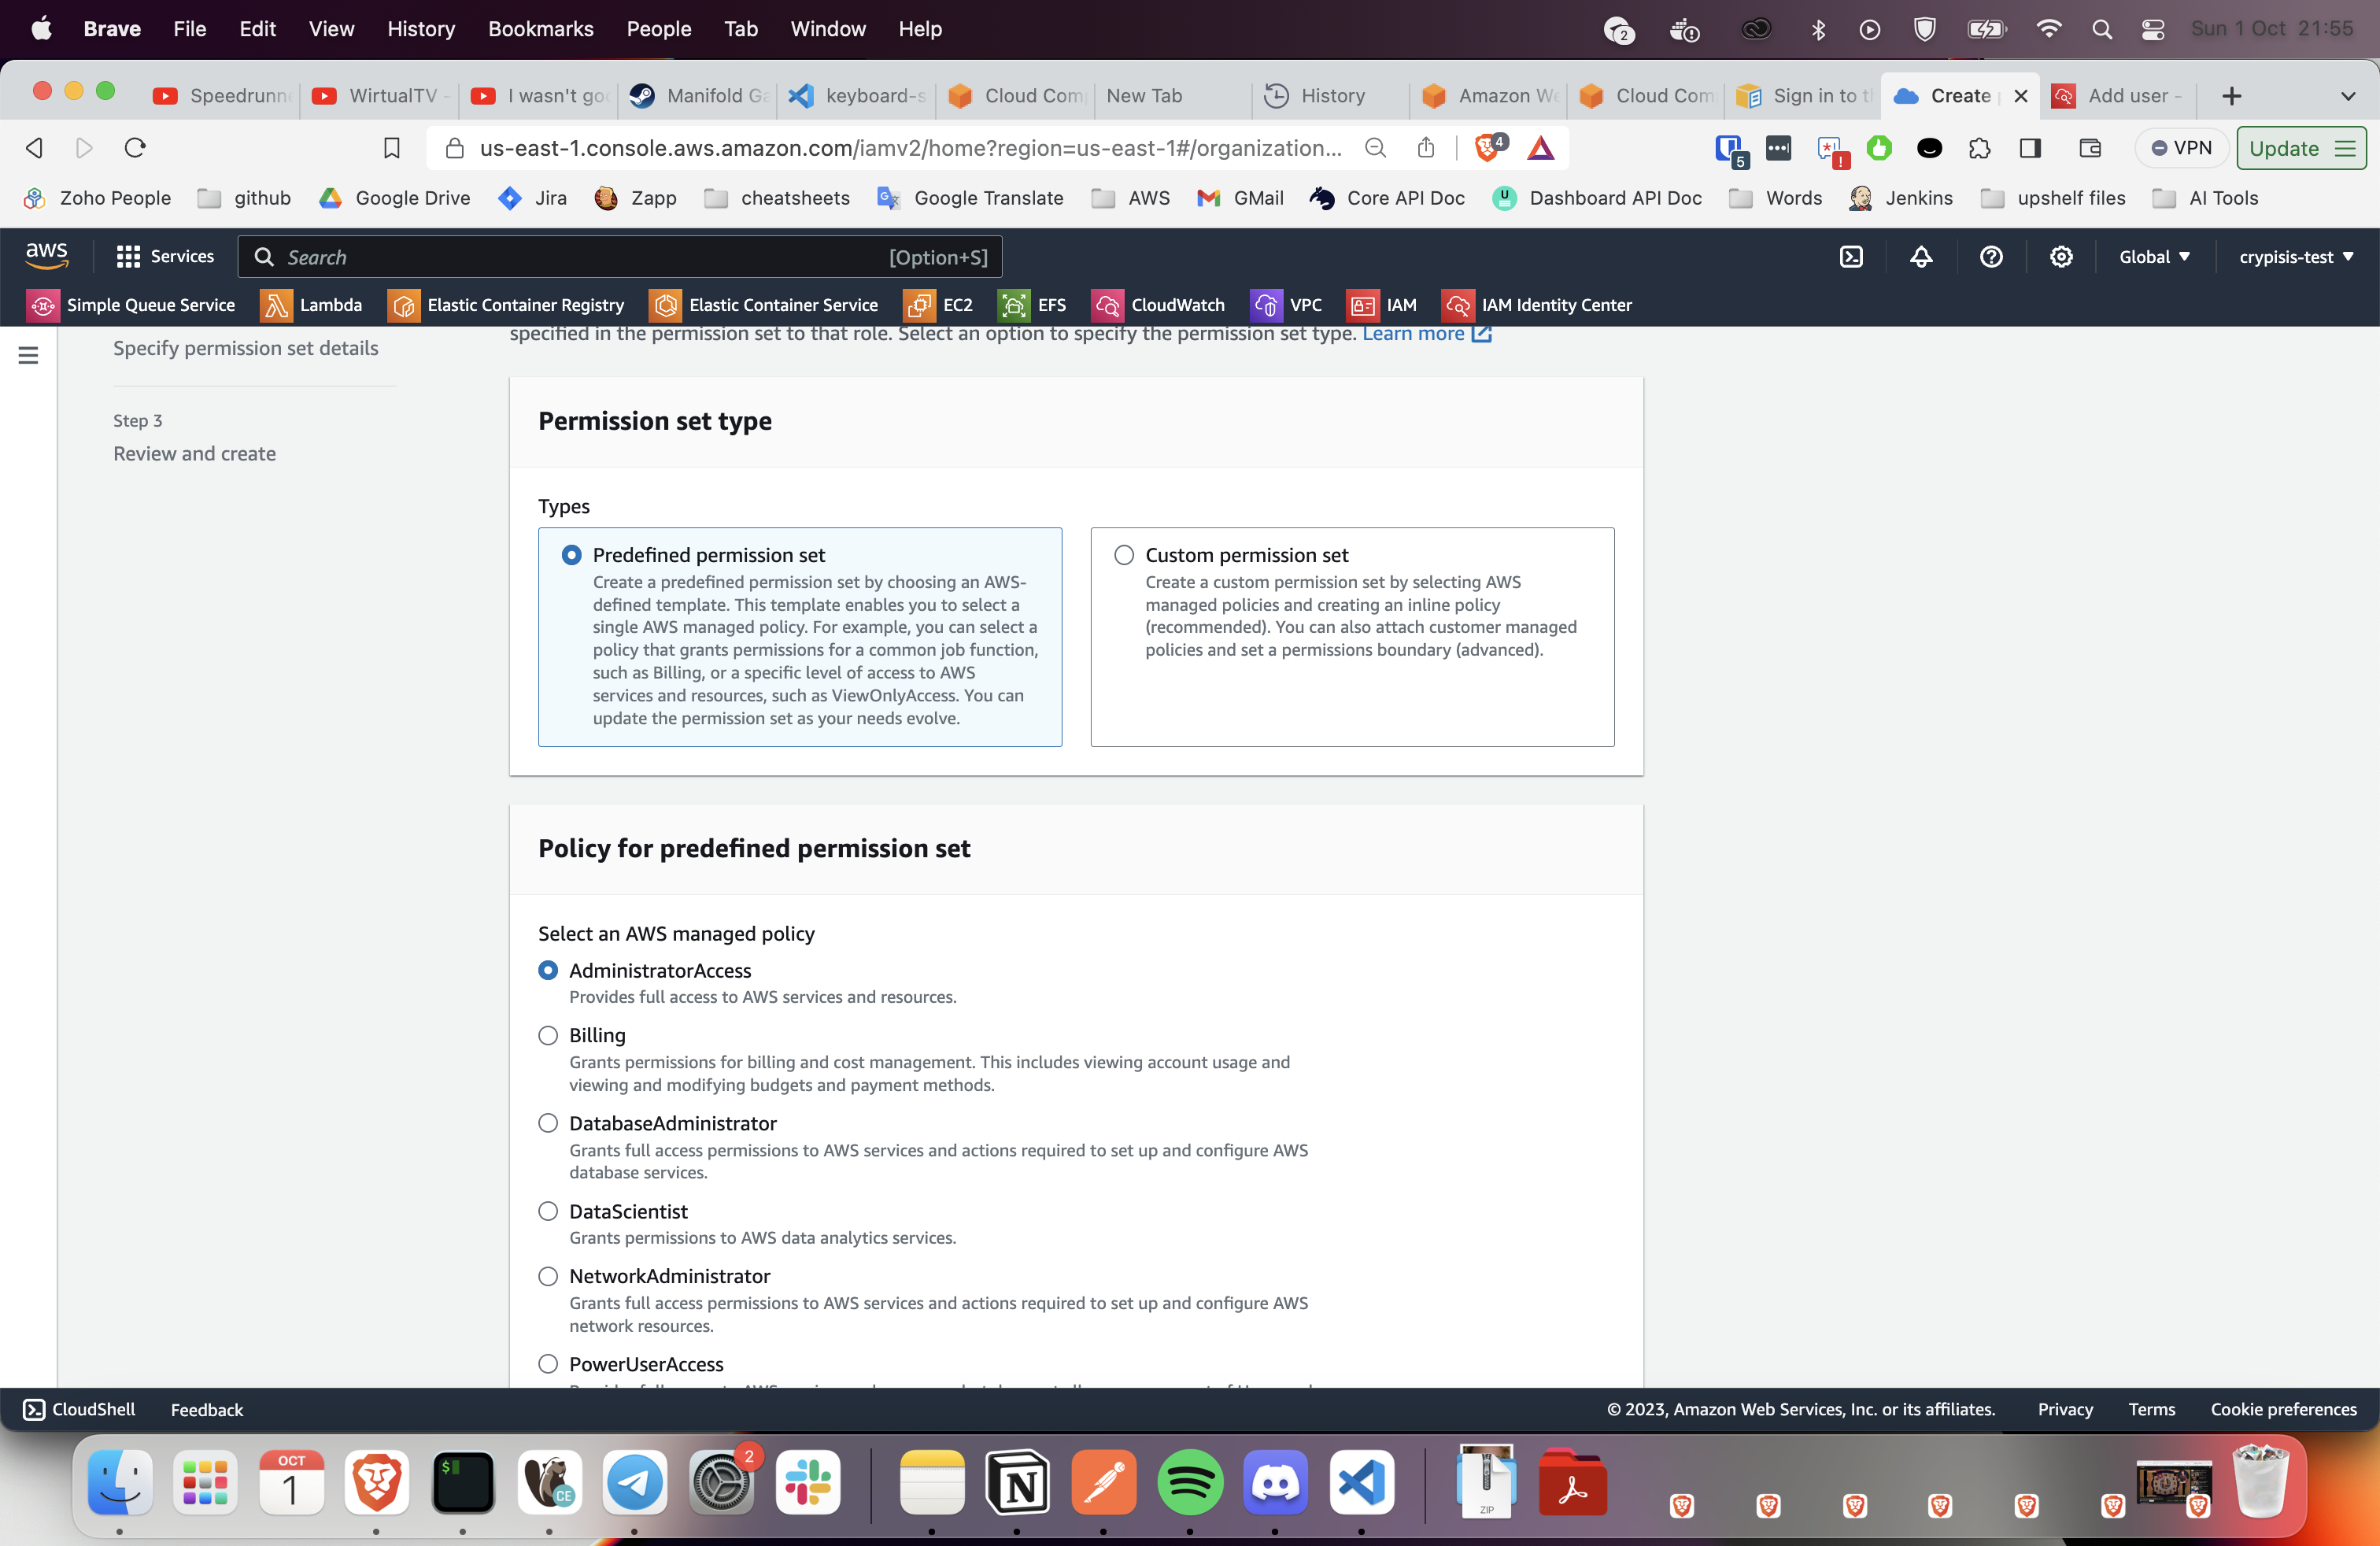 Brave File Edit View History Bookmarks People Tab Window Help
2
Sun 1 Oct 21:55
Speedrunn
WirtualTV -
I wasn't go
Manifold Ga
keyboard-s
Cloud Com
New Tab
History
Amazon We
Cloud Com
Sign in to t
Create
Add user -
us-east-1.console.aws.amazon.com/iamv2/home?region=us-east-1#/organization...
4
5
VPN
Update
Zoho People
github
Google Drive
Jira
Zapp
cheatsheets
Google Translate
AWS
GMail
Core API Doc
Dashboard API Doc
Words
Jenkins
upshelf files
AI Tools
aws
Services
Search
[Option+S]
Global
crypisis-test
Simple Queue Service
Lambda
Elastic Container Registry
Elastic Container Service
EC2
EFS
CloudWatch
VPC
IAM
IAM Identity Center
Specify permission set details
Step 3
Review and create
specified in the permission set to that role. Select an option to specify the permission set type. Learn more
Permission set type
Types
Predefined permission set
Create a predefined permission set by choosing an AWS-
defined template. This template enables you to select a
single AWS managed policy. For example, you can select a
policy that grants permissions for a common job function,
such as Billing, or a specific level of access to AWS
services and resources, such as ViewOnlyAccess. You can
update the permission set as your needs evolve.
Custom permission set
Create a custom permission set by selecting AWS
managed policies and creating an inline policy
(recommended). You can also attach customer managed
policies and set a permissions boundary (advanced).
Policy for predefined permission set
Select an AWS managed policy
AdministratorAccess
Provides full access to AWS services and resources.
Billing
Grants permissions for billing and cost management. This includes viewing account usage and
viewing and modifying budgets and payment methods.
DatabaseAdministrator
Grants full access permissions to AWS services and actions required to set up and configure AWS
database services.
DataScientist
Grants permissions to AWS data analytics services.
NetworkAdministrator
Grants full access permissions to AWS services and actions required to set up and configure AWS
network resources.
PowerUserAccess
CloudShell
Feedback
© 2023, Amazon Web Services, Inc. or its affiliates.
Privacy
Terms
Cookie preferences
OCT
1
$
CE
2
ZIP